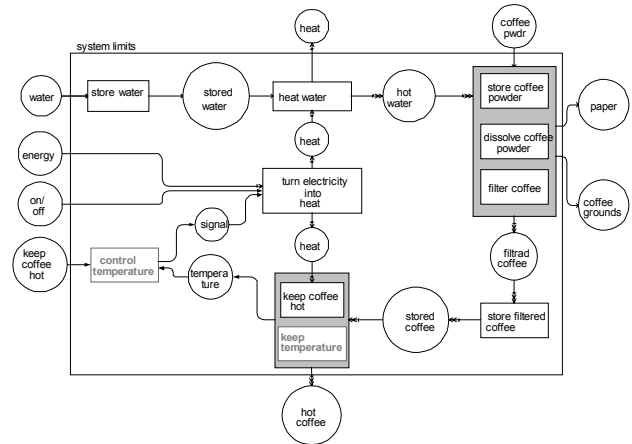 heat
coffee
pwdr
system limits
water
store water
stored
water
heat water
hot
water
store coffee
powder
paper
dissolve coffee
powder
filter coffee
energy
heat
on/
off
turn electricity
into
heat
coffee
grounds
signal
keep
coffee
hot
control
temperature
tempera
ture
heat
filtrad
coffee
keep coffee
hot
keep
temperature
stored
coffee
store filtered
coffee
hot
coffee